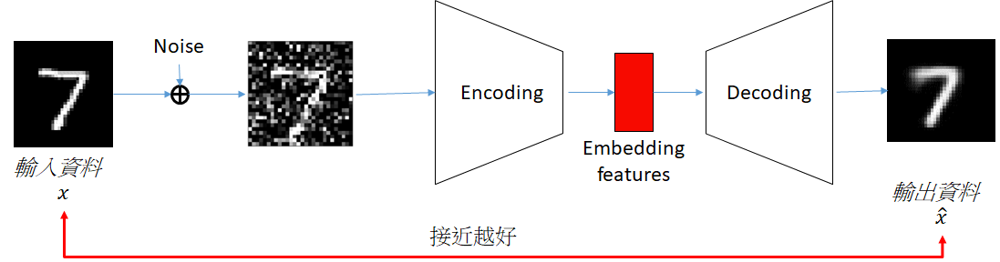 Noise
Encoding
Decoding
Embedding
features
輸入資料
x
輸出資料
x̂
接近越好